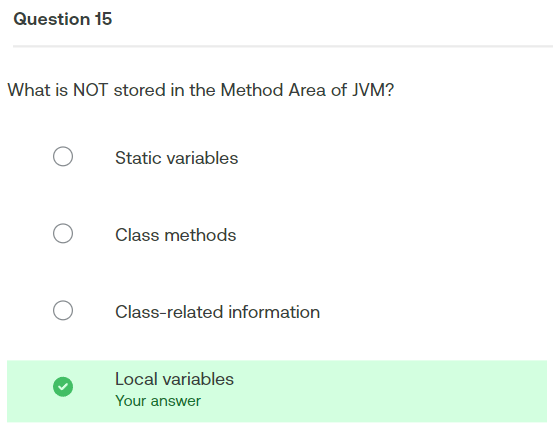 Question 15
What is NOT stored in the Method Area of JVM?
Static variables
Class methods
Class-related information
Local variables
Your answer